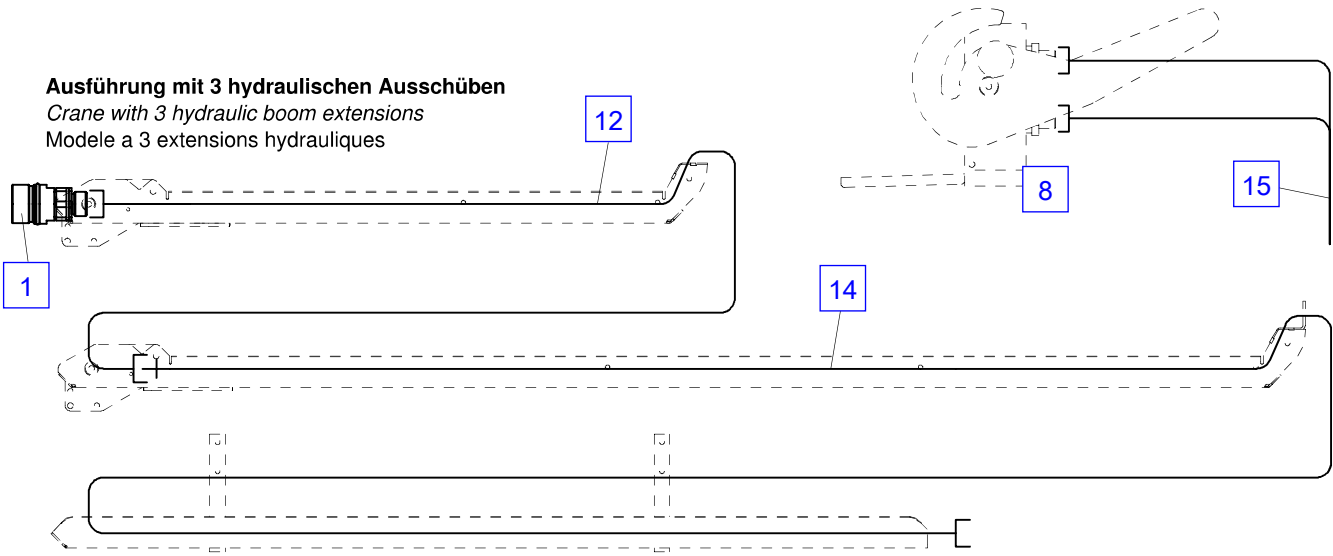 Ausführung mit 3 hydraulischen Ausschüben
Crane with 3 hydraulic boom extensions
Modele a 3 extensions hydrauliques
12
8
15
1
14